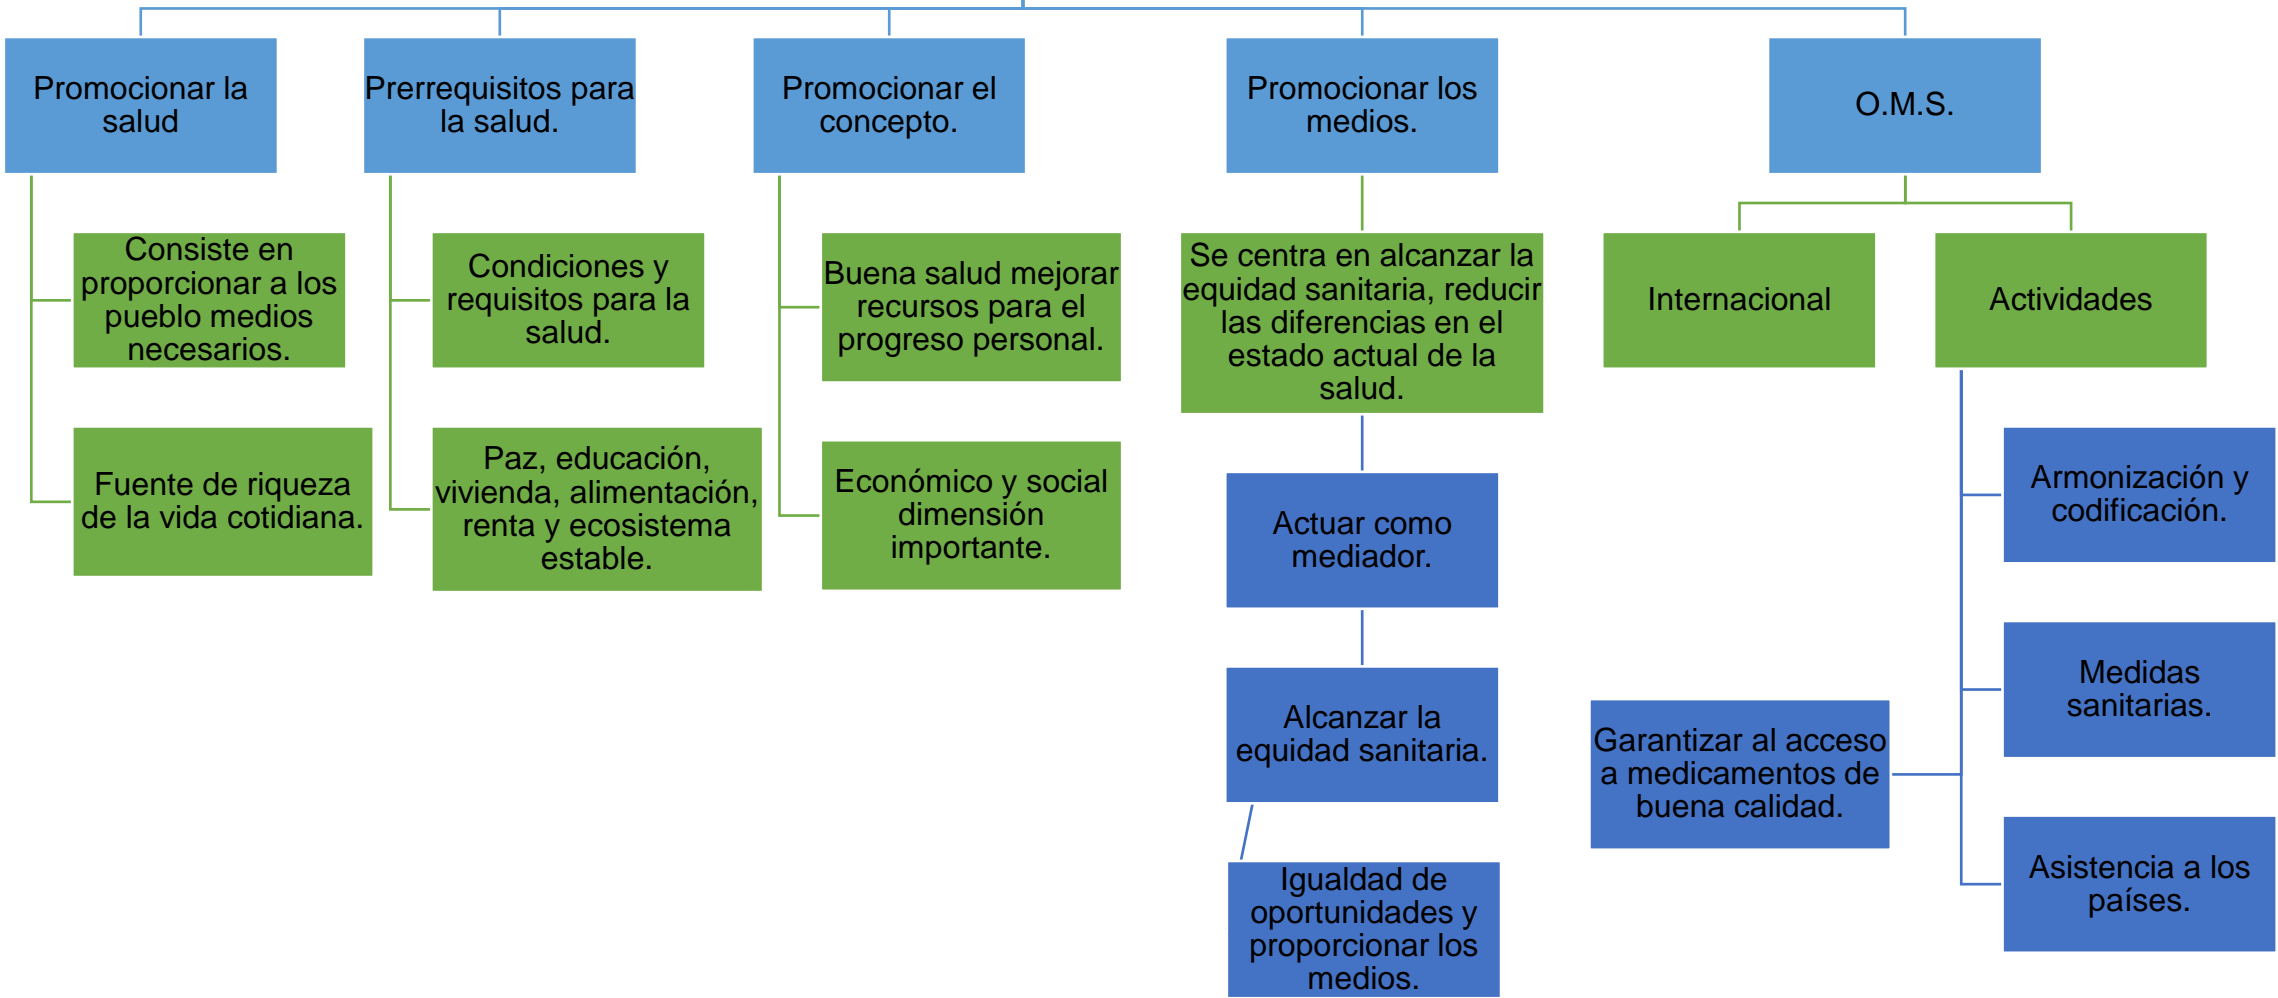 Promocionar la
salud
Prerrequisitos para
la salud.
Promocionar el
concepto.
Promocionar los
medios.
O.M.S.
Consiste en
proporcionar a los
pueblo medios
necesarios.
Fuente de riqueza
de la vida cotidiana.
Condiciones y
requisitos para la
salud.
Paz, educación,
vivienda, alimentación,
renta y ecosistema
estable.
Buena salud mejorar
recursos para el
progreso personal.
Económico y social
dimensión
importante.
Se centra en alcanzar la
equidad sanitaria, reducir
las diferencias en el
estado actual de la
salud.
Actuar como
mediador.
Alcanzar la
equidad sanitaria.
Igualdad de
oportunidades y
proporcionar los
medios.
Internacional
Actividades
Armonización y
codificación.
Medidas
sanitarias.
Garantizar al acceso
a medicamentos de
buena calidad.
Asistencia a los
países.